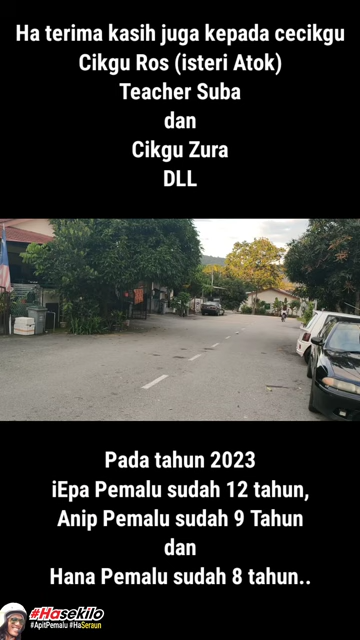 Ha terima kasih juga kepada cecikgu
Cikgu Ros (isteri Atok)
Teacher Suba
dan
Cikgu Zura
DLL
Pada tahun 2023
iEpa Pemalu sudah 12 tahun,
Anip Pemalu sudah 9 Tahun
dan
Hana Pemalu sudah 8 tahun..
#Hasekilo
#ApitPemalu #HaSeraun